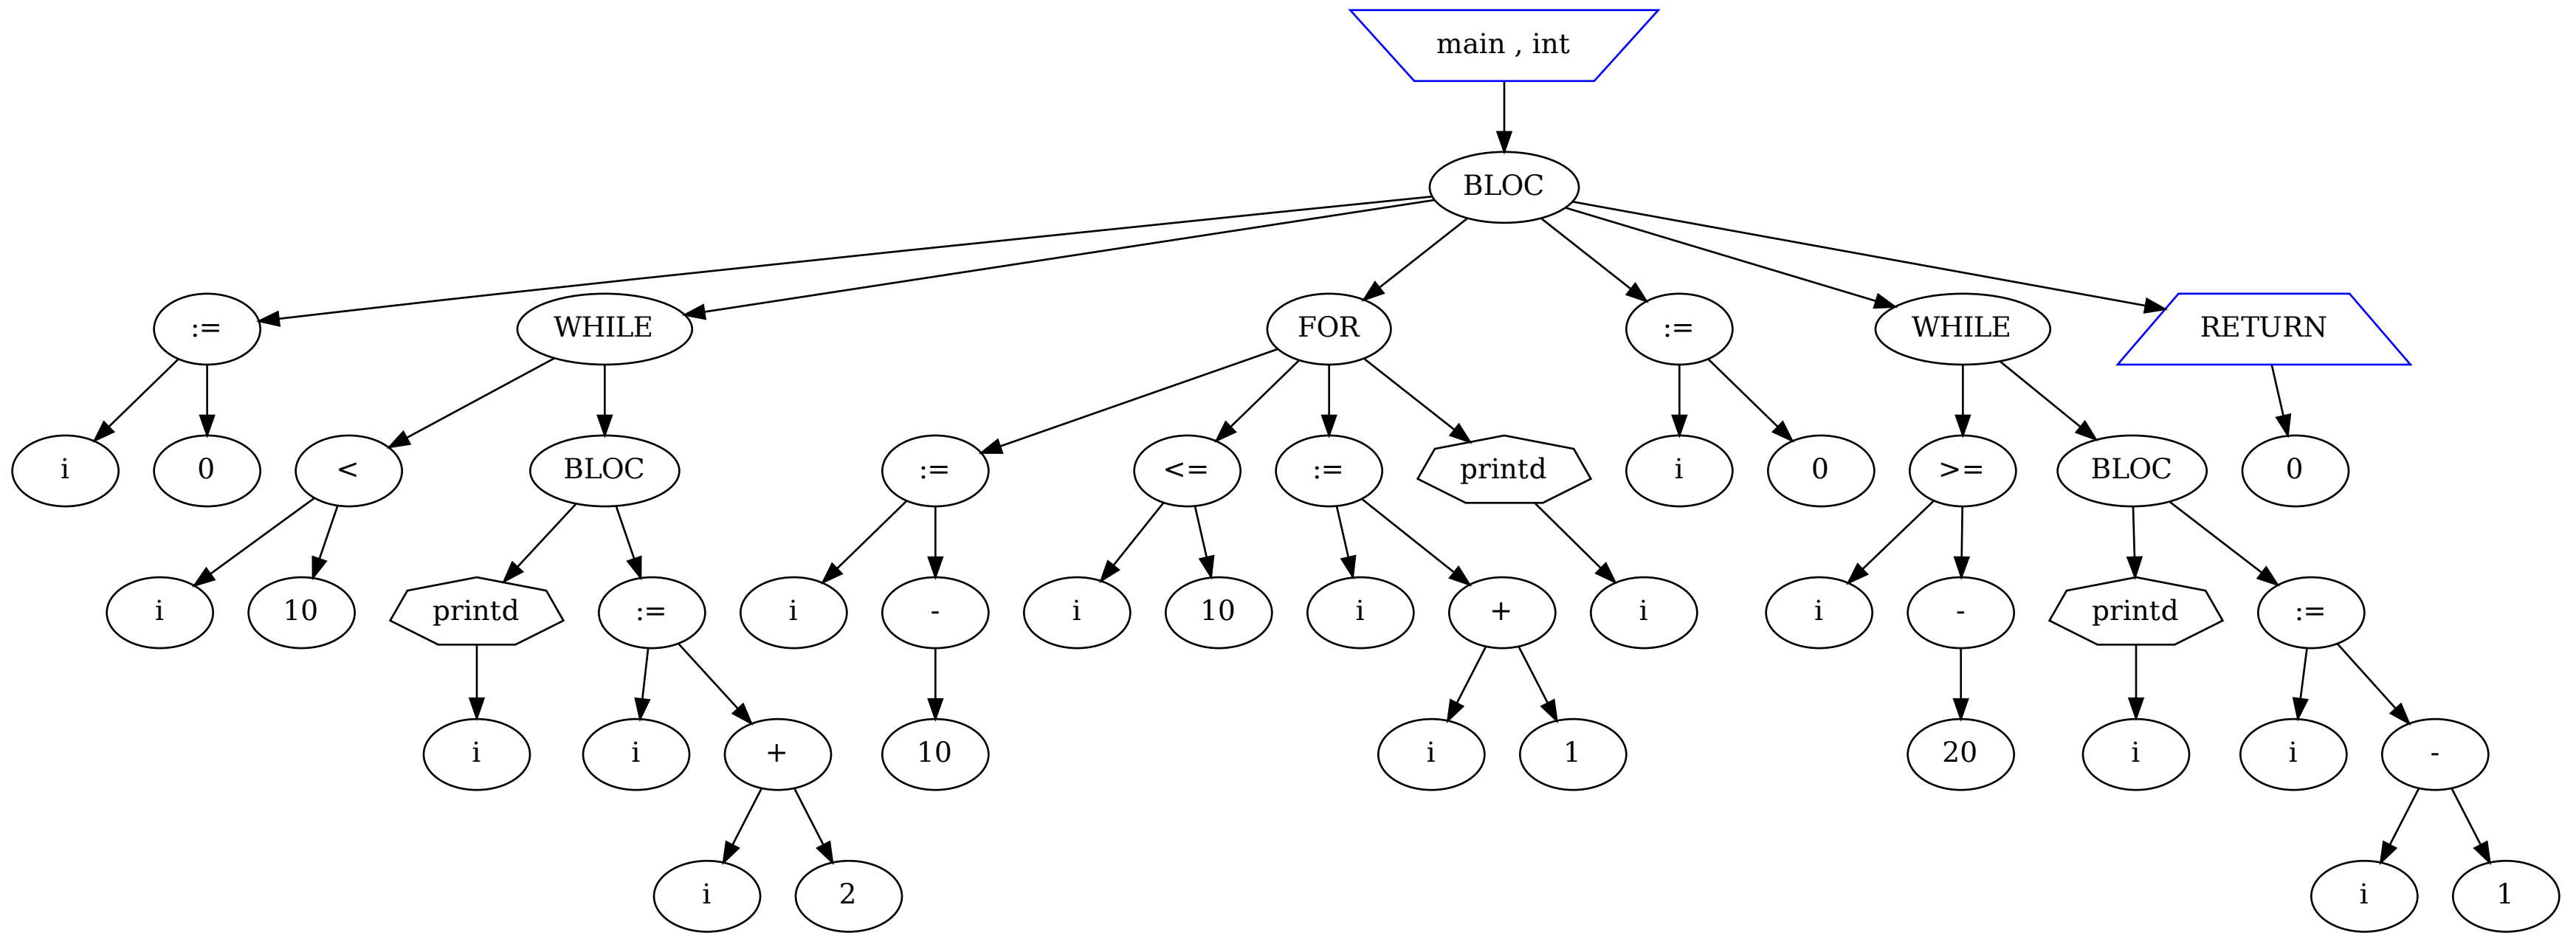 main , int
BLOC
:=
WHILE
FOR
:=
WHILE
RETURN
i
0
<
BLOC
:=
<=
:=
printd
i
0
>=
BLOC
0
i
10
printd
:=
i
-
i
10
i
+
i
i
-
printd
:=
i
i
+
10
i
1
20
i
i
-
i
2
i
1